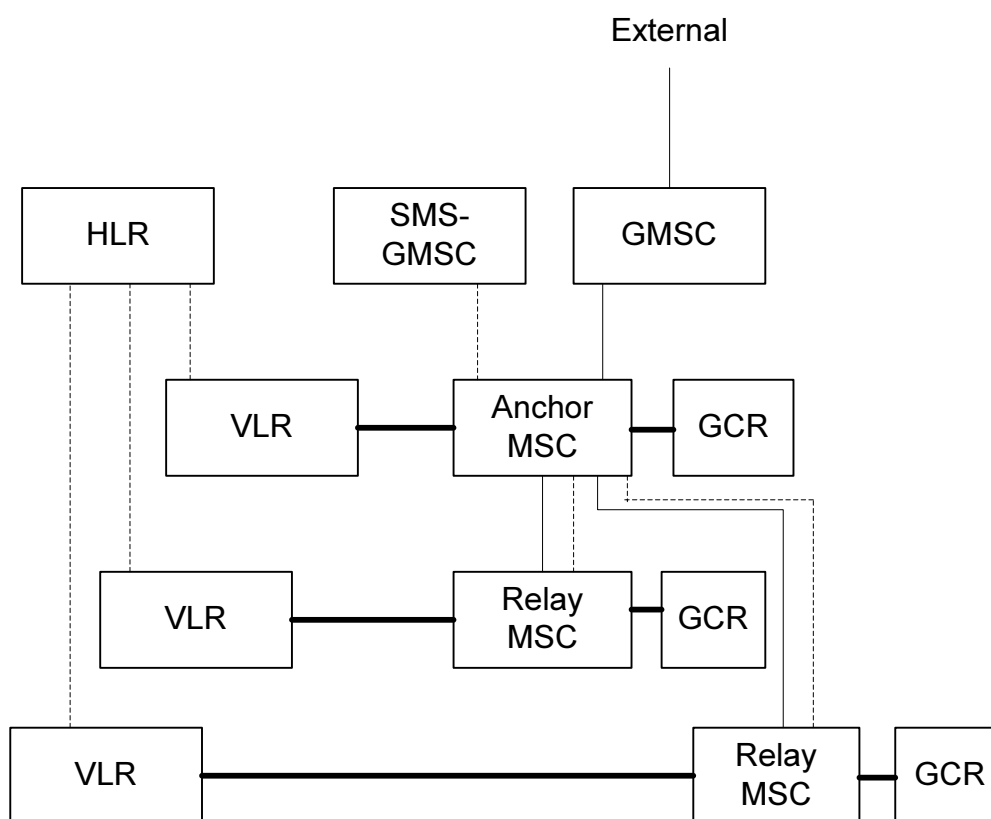 External
HLR
SMS-
GMSC
GMSC
VLR
Anchor
MSC
GCR
VLR
Relay
MSC
GCR
VLR
Relay
MSC
GCR